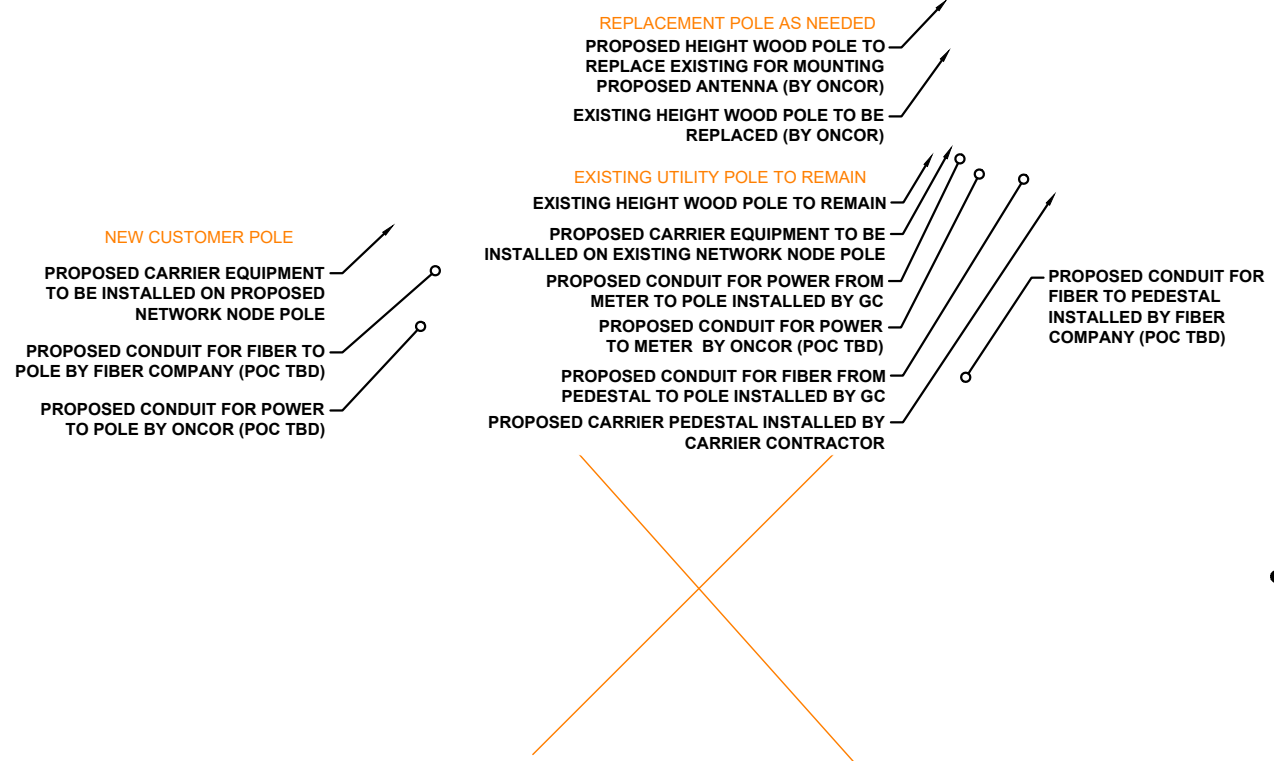 REPLACEMENT POLE AS NEEDED
PROPOSED HEIGHT WOOD POLE TO
REPLACE EXISTING FOR MOUNTING
PROPOSED ANTENNA (BY ONCOR)
EXISTING HEIGHT WOOD POLE TO BE
REPLACED (BY ONCOR)
EXISTING UTILITY POLE TO REMAIN
EXISTING HEIGHT WOOD POLE TO REMAIN
PROPOSED CARRIER EQUIPMENT TO BE
INSTALLED ON EXISTING NETWORK NODE POLE
PROPOSED CONDUIT FOR POWER FROM
METER TO POLE INSTALLED BY GC
PROPOSED CONDUIT FOR POWER
TO METER BY ONCOR (POC TBD)
PROPOSED CONDUIT FOR FIBER FROM
PEDESTAL TO POLE INSTALLED BY GC
PROPOSED CARRIER PEDESTAL INSTALLED BY
CARRIER CONTRACTOR
NEW CUSTOMER POLE
PROPOSED CARRIER EQUIPMENT
TO BE INSTALLED ON PROPOSED
NETWORK NODE POLE
PROPOSED CONDUIT FOR FIBER TO
POLE BY FIBER COMPANY (POC TBD)
PROPOSED CONDUIT FOR POWER
TO POLE BY ONCOR (POC TBD)
PROPOSED CONDUIT FOR
FIBER TO PEDESTAL
INSTALLED BY FIBER
COMPANY (POC TBD)